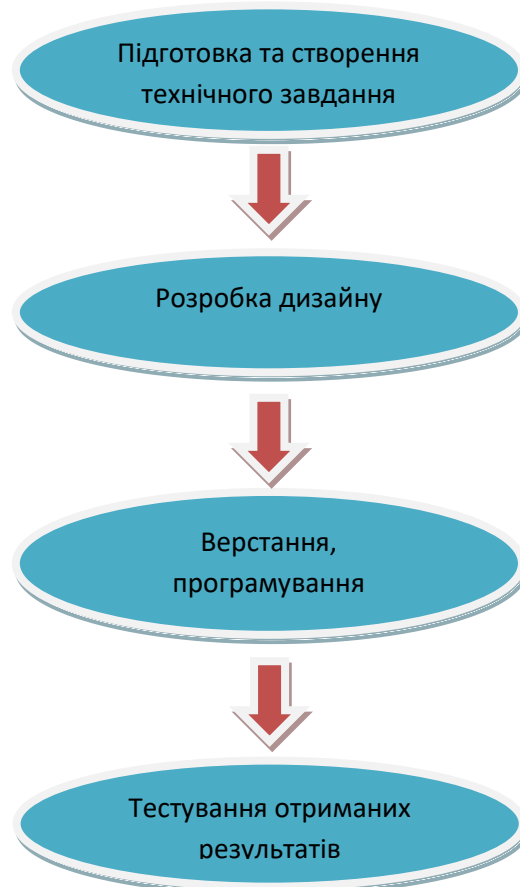 Підготовка та створення
технічного завдання
Розробка дизайну
Верстання,
програмування
Тестування отриманих
результатів